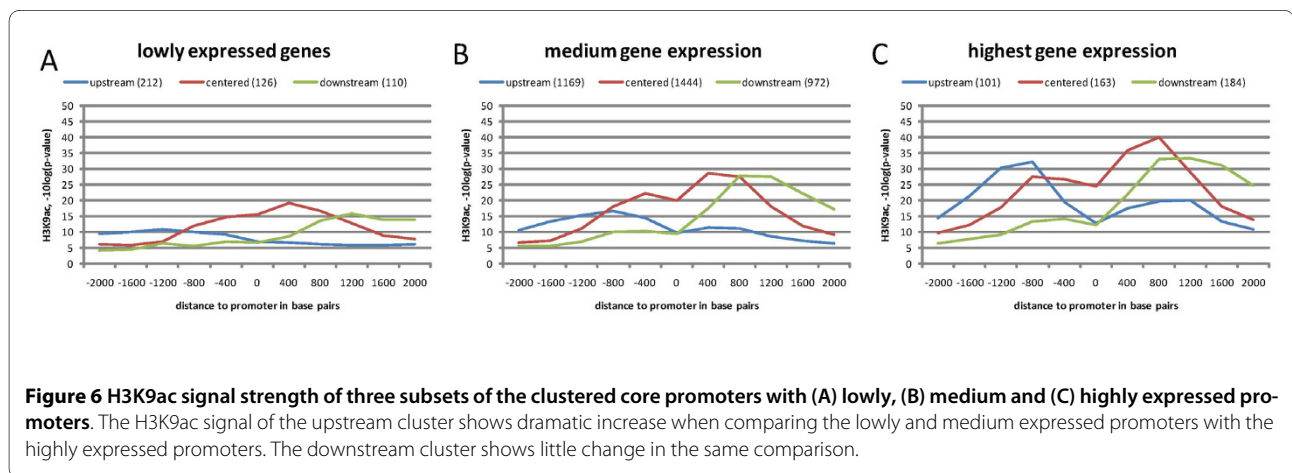 A
lowly expressed genes
upstream (212) centered (126) downstream (110)
H3K9ac, -10log(p-value)
50
45
40
35
30
25
20
15
10
5
0
-2000 -1600 -1200 -800 -400 0 400 800 1200 1600 2000
distance to promoter in base pairs
B
medium gene expression
upstream (1169) centered (1444) downstream (972)
H3K9ac, -10log(p-value)
50
45
40
35
30
25
20
15
10
5
0
-2000 -1600 -1200 -800 -400 0 400 800 1200 1600 2000
distance to promoter in base pairs
C
highest gene expression
upstream (101) centered (163) downstream (184)
H3K9ac, -10log(p-value)
50
45
40
35
30
25
20
15
10
5
0
-2000 -1600 -1200 -800 -400 0 400 800 1200 1600 2000
distance to promoter in base pairs
Figure 6 H3K9ac signal strength of three subsets of the clustered core promoters with (A) lowly, (B) medium and (C) highly expressed pro-
moters. The H3K9ac signal of the upstream cluster shows dramatic increase when comparing the lowly and medium expressed promoters with the
highly expressed promoters. The downstream cluster shows little change in the same comparison.